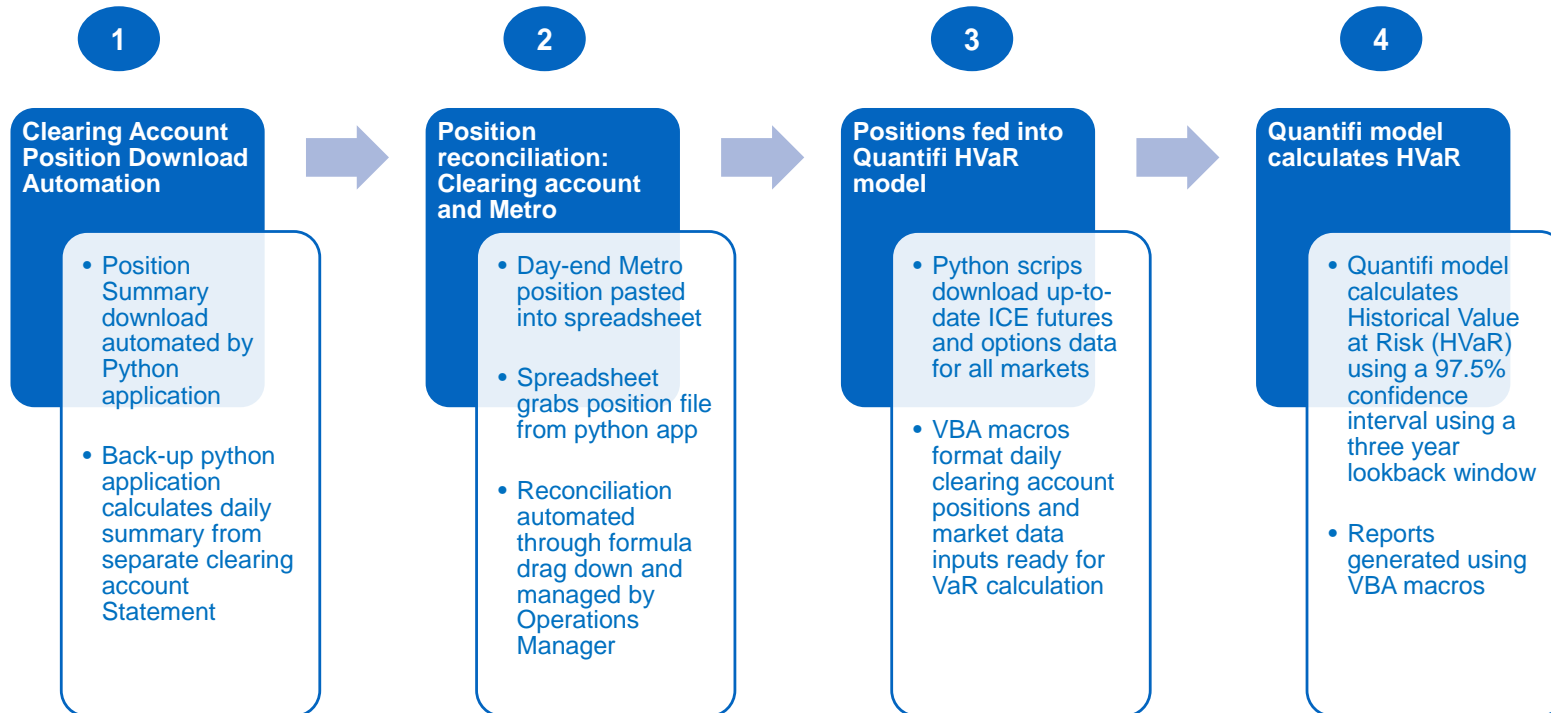 1
Clearing Account
Position Download
Automation
• Position
Summary
download
automated by
Python
application
• Back-up python
application
calculates daily
summary from
separate clearing
account
Statement
2
Position
reconciliation:
Clearing account
and Metro
• Day-end Metro
position pasted
into spreadsheet
• Spreadsheet
grabs position file
from python app
• Reconciliation
automated
through formula
drag down and
managed by
Operations
Manager
3
Positions fed into
Quantifi HVaR
model
• Python scrips
download up-to-
date ICE futures
and options data
for all markets
• VBA macros
format daily
clearing account
positions and
market data
inputs ready for
VaR calculation
4
Quantifi model
calculates HVaR
• Quantifi model
calculates
Historical Value
at Risk (HVaR)
using a 97.5%
confidence
interval using a
three year
lookback window
• Reports
generated using
VBA macros